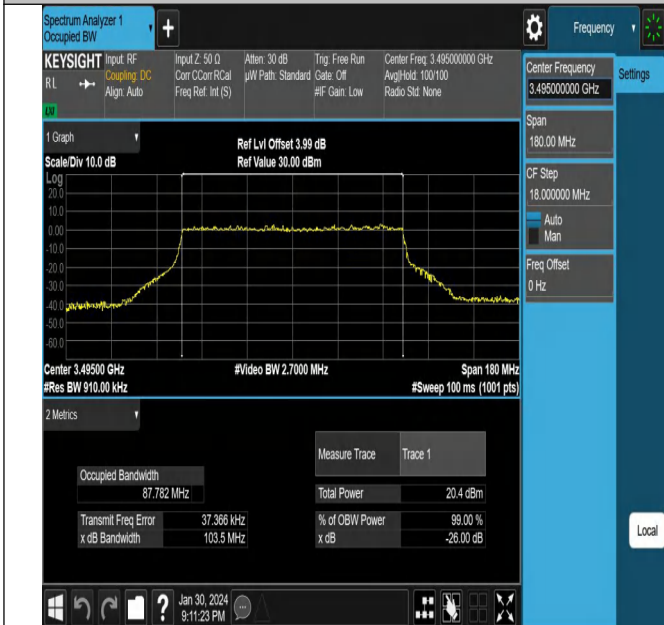 Spectrum Analyzer 1
Occupied BW
Frequency
KEYSIGHT
RL
LXI
Input: RF
Coupling: DC
Align: Auto
Input Z: 50 Ω
Corr CCorr RCal
Freq Ref: Int (S)
Atten: 30 dB
µW Path: Standard
Trig: Free Run
Gate: Off
#IF Gain: Low
Center Freq: 3.495000000 GHz
Avg|Hold: 100/100
Radio Std: None
Center Frequency
3.495000000 GHz
Settings
Span
180.00 MHz
CF Step
18.000000 MHz
Auto
Man
Freq Offset
0 Hz
Local
1 Graph
Scale/Div 10.0 dB
Ref Lvl Offset 3.99 dB
Ref Value 30.00 dBm
Log
20.0
10.0
0.00
-10.0
-20.0
-30.0
-40.0
-50.0
-60.0
Center 3.49500 GHz
#Res BW 910.00 kHz
#Video BW 2.7000 MHz
Span 180 MHz
#Sweep 100 ms (1001 pts)
2 Metrics
Measure Trace Trace 1
Occupied Bandwidth
87.782 MHz
Total Power 20.4 dBm
Transmit Freq Error 37.366 kHz
% of OBW Power 99.00 %
x dB Bandwidth 103.5 MHz
x dB -26.00 dB
?
Jan 30, 2024
9:11:23 PM